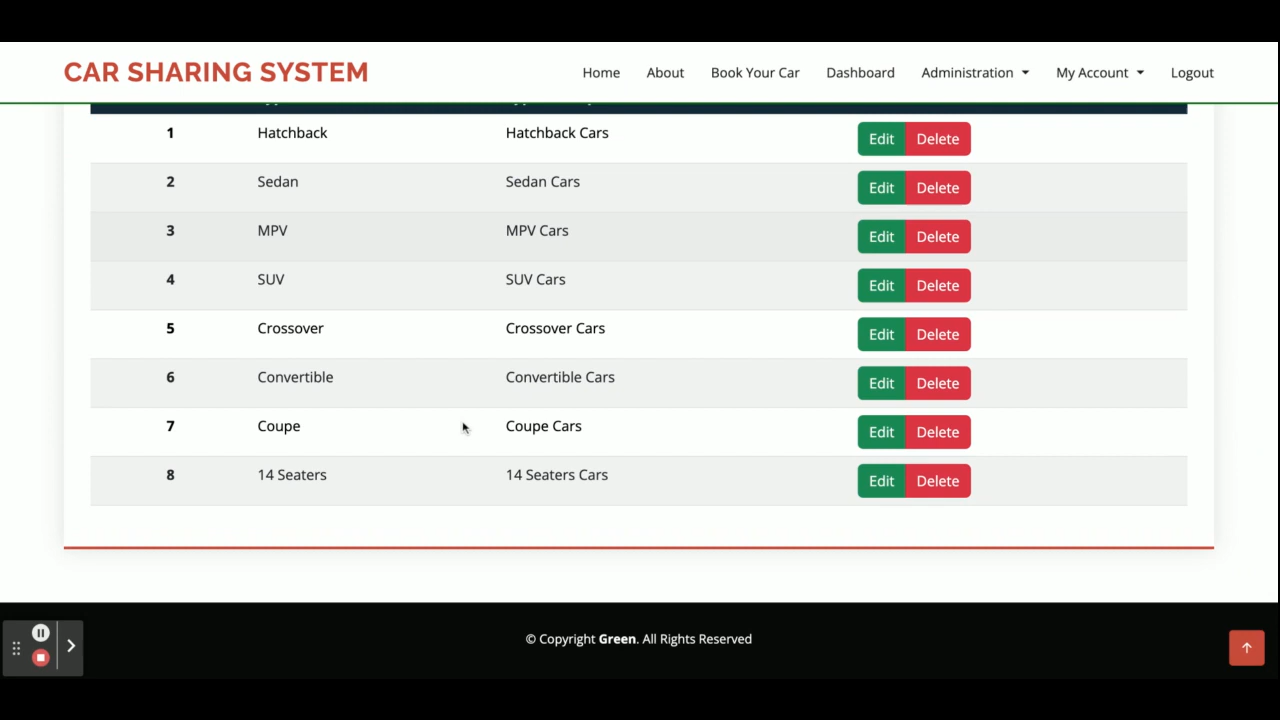 CAR SHARING SYSTEM Home About Book Your Car Dashboard Administration My Account Logout
1 Hatchback Hatchback Cars Edit Delete
2 Sedan Sedan Cars Edit Delete
3 MPV MPV Cars Edit Delete
4 SUV SUV Cars Edit Delete
5 Crossover Crossover Cars Edit Delete
6 Convertible Convertible Cars Edit Delete
7 Coupe Coupe Cars Edit Delete
8 14 Seaters 14 Seaters Cars Edit Delete
© Copyright Green. All Rights Reserved